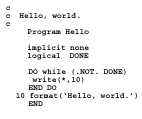 c
c  Hello, world.
c
     Program Hello

     implicit none
     logical  DONE

     DO while (.NOT. DONE)
      write(*,10)
     END DO
  10 format('Hello, world.')
     END